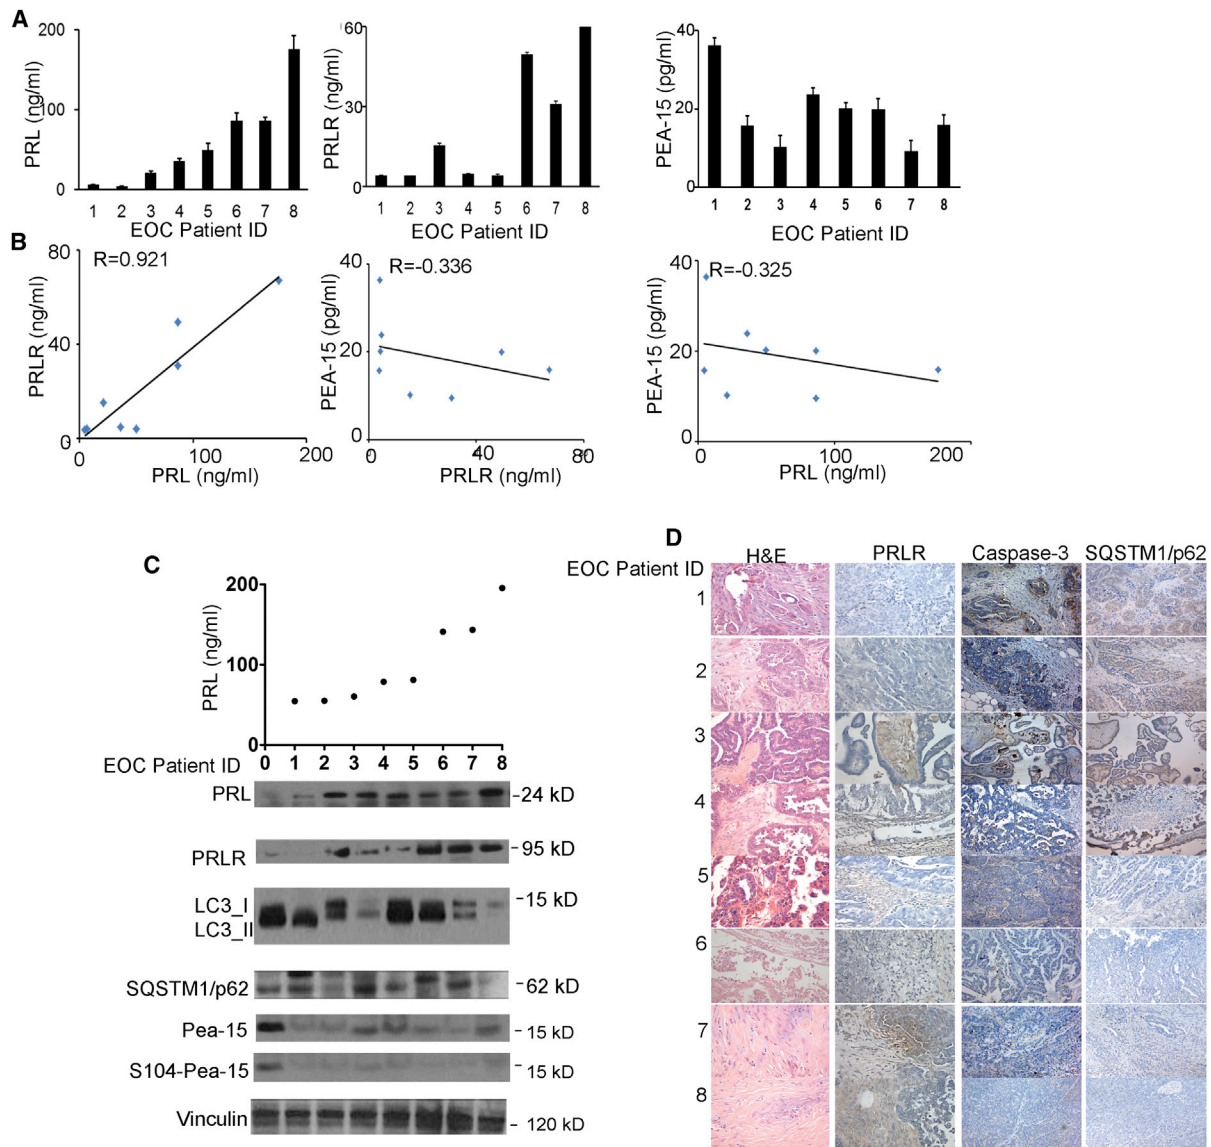 A
PRL (ng/ml)
200
100
0
1 2 3 4 5 6 7 8
EOC Patient ID
PRLR (ng/ml)
60
30
0
1 2 3 4 5 6 7 8
EOC Patient ID
PEA-15 (pg/ml)
40
20
0
1 2 3 4 5 6 7 8
EOC Patient ID
B
PRLR (ng/ml)
80
40
0
R=0.921
0 100 200
PRL (ng/ml)
PEA-15 (pg/ml)
40
20
0
R=-0.336
0 40 80
PRLR (ng/ml)
PEA-15 (pg/ml)
40
20
0
R=-0.325
0 100 200
PRL (ng/ml)
C
PRL (ng/ml)
200
100
0
EOC Patient ID 0 1 2 3 4 5 6 7 8
PRL -24 kD
PRLR -95 kD
LC3_I -15 kD
LC3_II
SQSTM1/p62 -62 kD
Pea-15 - 15 kD
S104-Pea-15 - 15 kD
Vinculin - 120 kD
D
EOC Patient ID H&E PRLR Caspase-3 SQSTM1/p62
1
2
3
4
5
6
7
8